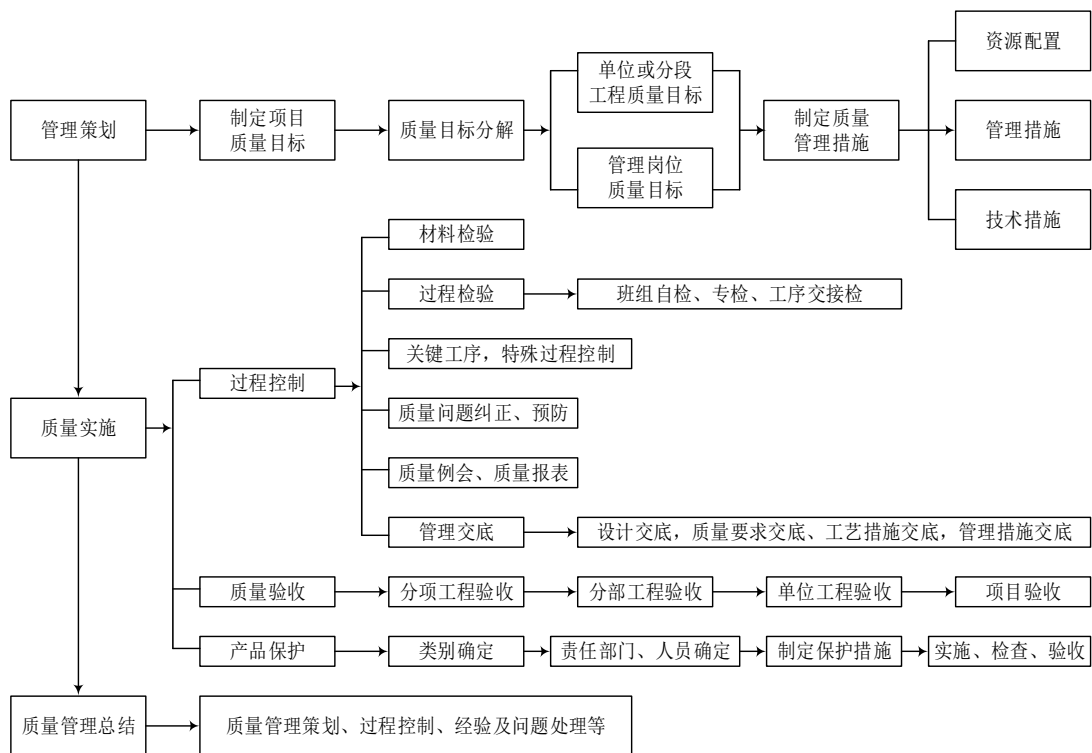 管理策划
制定项目
质量目标
质量目标分解
单位或分段
工程质量目标
管理岗位
质量目标
制定质量
管理措施
资源配置
管理措施
技术措施
质量实施
过程控制
材料检验
过程检验
班组自检、专检、工序交接检
关键工序，特殊过程控制
质量问题纠正、预防
质量例会、质量报表
管理交底
设计交底，质量要求交底、工艺措施交底，管理措施交底
质量验收
分项工程验收
分部工程验收
单位工程验收
项目验收
产品保护
类别确定
责任部门、人员确定
制定保护措施
实施、检查、验收
质量管理总结
质量管理策划、过程控制、经验及问题处理等